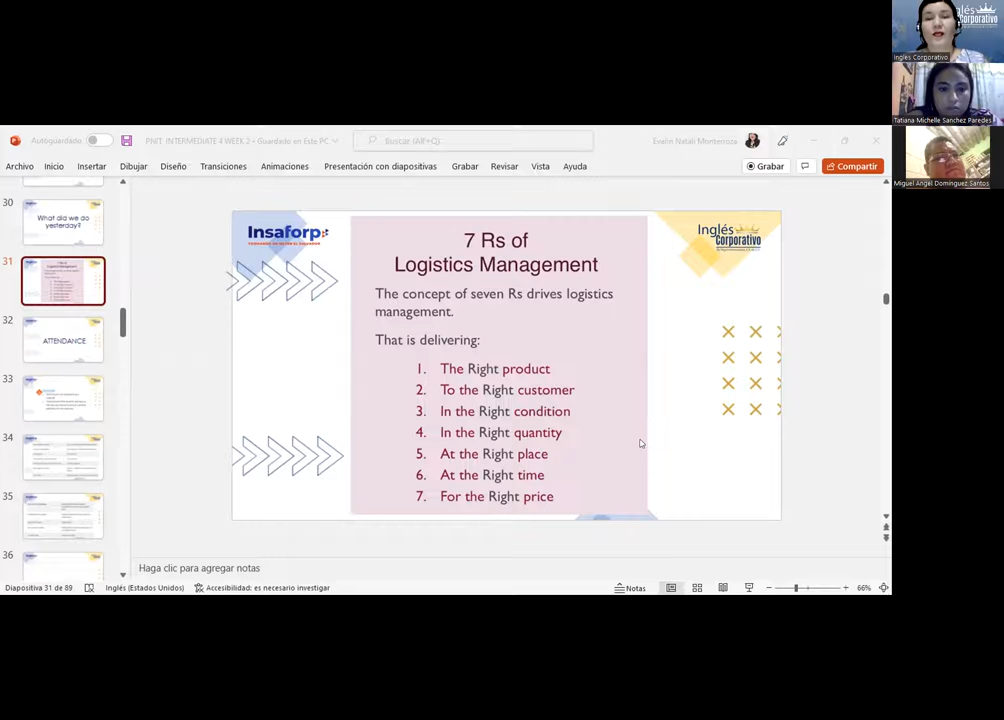 Inglés
Corporativo
Ingles Corporativo
Tatiana Michelle Sanchez Paredes
Miguel Angel Dominguez Santos
Autoguardado
PNIT INTERMEDIATE 4 WEEK 2 • Guardado en Este PC
Buscar (Alt+Q)
Evelin Natali Monterroza
Archivo Inicio Insertar Dibujar Diseño Transiciones Animaciones Presentación con diapositivas Grabar Revisar Vista Ayuda
Grabar
Compartir
30
What did we do
yesterday?
31
32
ATTENDANCE
33
34
35
36
Insaforp
Inglés
Corporativo
7 Rs of
Logistics Management
The concept of seven Rs drives logistics
management.
That is delivering:
1. The Right product
2. To the Right customer
3. In the Right condition
4. In the Right quantity
5. At the Right place
6. At the Right time
7. For the Right price
Haga clic para agregar notas
Diapositiva 31 de 89
Inglés (Estados Unidos)
Accesibilidad: es necesario investigar
Notas
66%